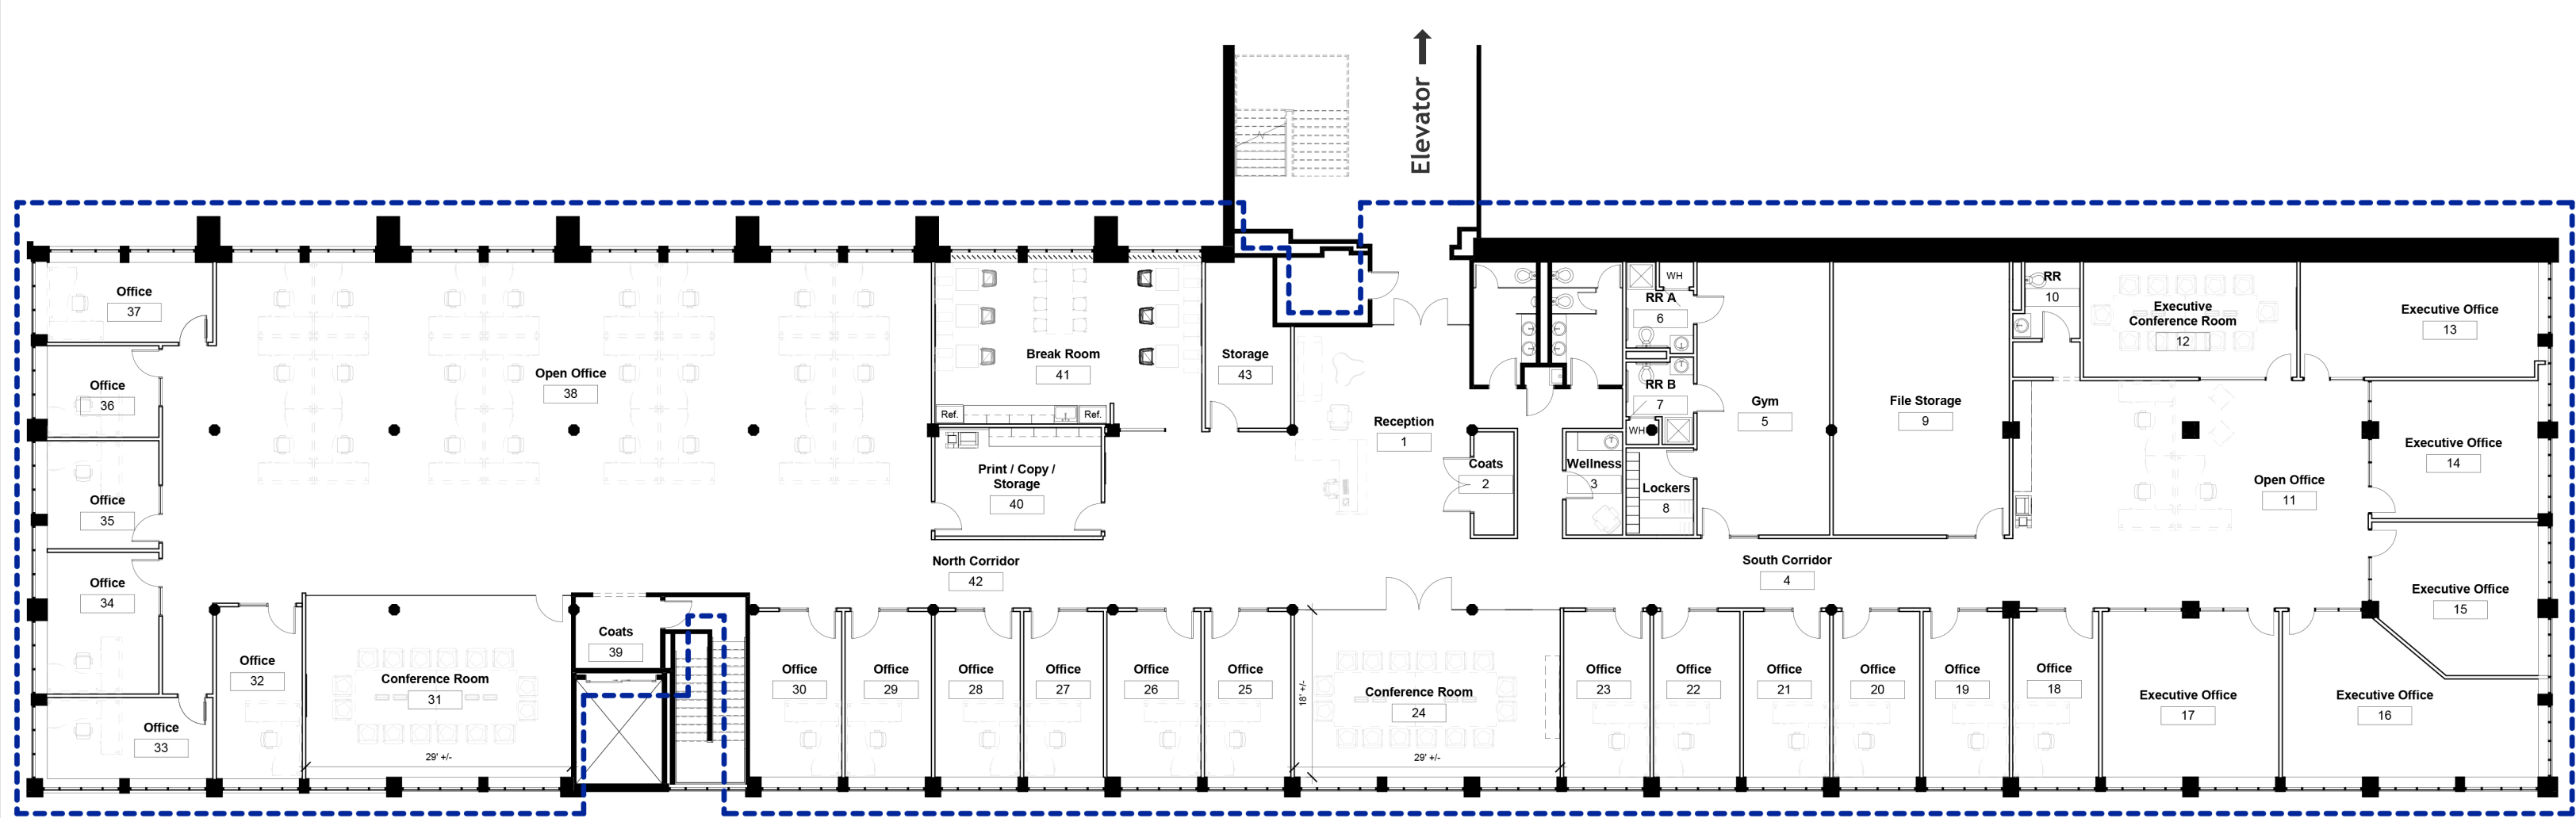 Elevator
Office
37
Office
36
Office
35
Office
34
Office
33
Office
32
Conference Room
31
29' +/-
Open Office
38
Coats
39
Break Room
41
Ref.
Ref.
Print / Copy /
Storage
40
North Corridor
42
Storage
43
Office
30
Office
29
Office
28
Office
27
Office
26
Office
25
Reception
1
Coats
2
Wellness
3
WH
RR A
6
RR B
7
WH
Lockers
8
Gym
5
File Storage
9
South Corridor
4
18' +/-
Conference Room
24
29' +/-
Office
23
Office
22
Office
21
Office
20
Office
19
Office
18
RR
10
Executive
Conference Room
12
Executive Office
13
Executive Office
14
Open Office
11
Executive Office
15
Executive Office
16
Executive Office
17